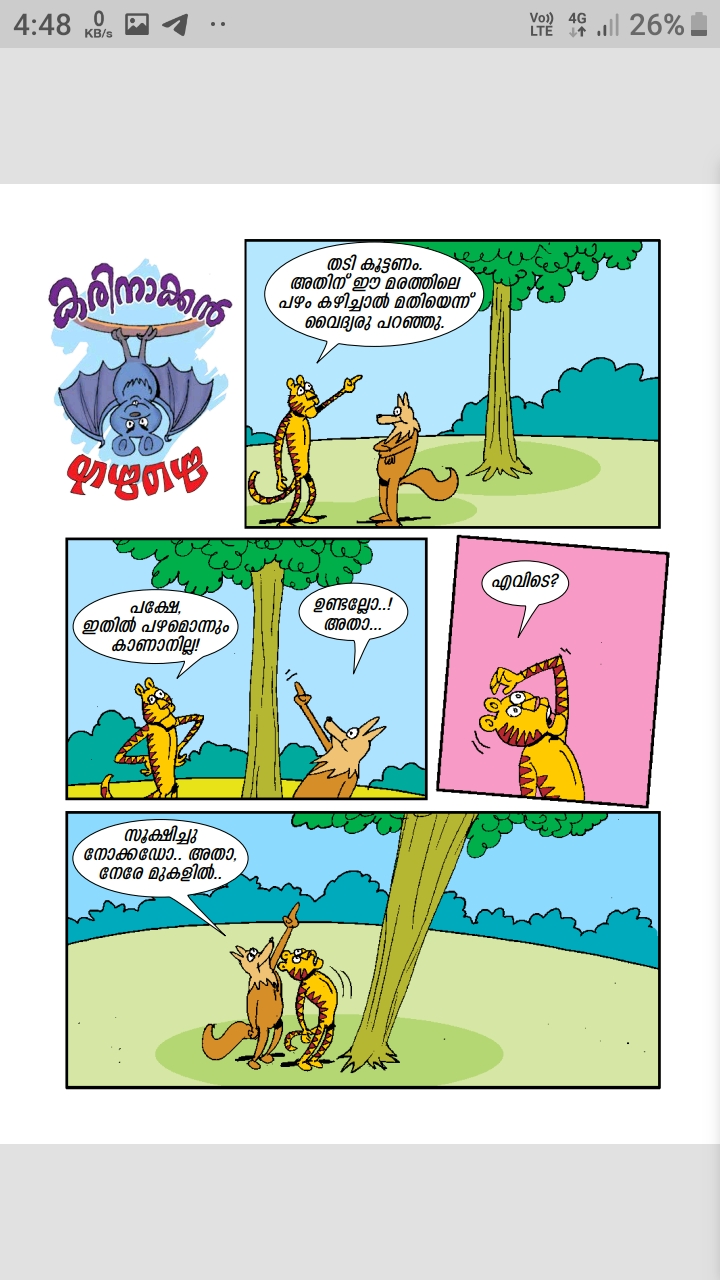 4:48
0
KB/s
Vo))
LTE
4G
26%
കരിനാക്കൻ
തടി കൂട്ടണം.
അതിന് ഈ മരത്തിലെ
പഴം കഴിച്ചാൽ മതിയെന്ന്
വൈദ്യരു പറഞ്ഞു.
പക്ഷേ,
ഇതിൽ പഴമൊന്നും
കാണാനില്ല!
ഉണ്ടല്ലോ..!
അതാ...
എവിടെ?
സൂക്ഷിച്ചു
നോക്കഡോ.. അതാ,
നേരേ മുകളിൽ..